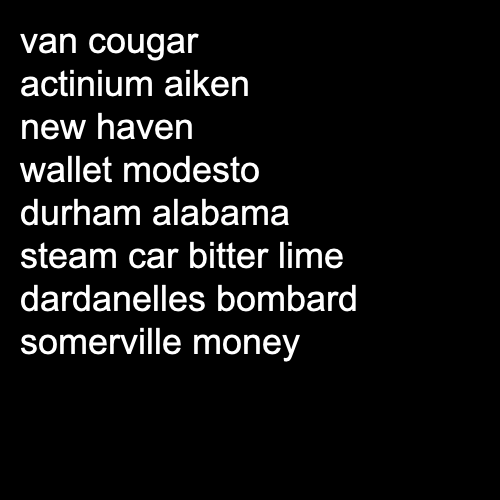 van cougar
actinium aiken
new haven
wallet modesto
durham alabama
steam car bitter lime
dardanelles bombard
somerville money